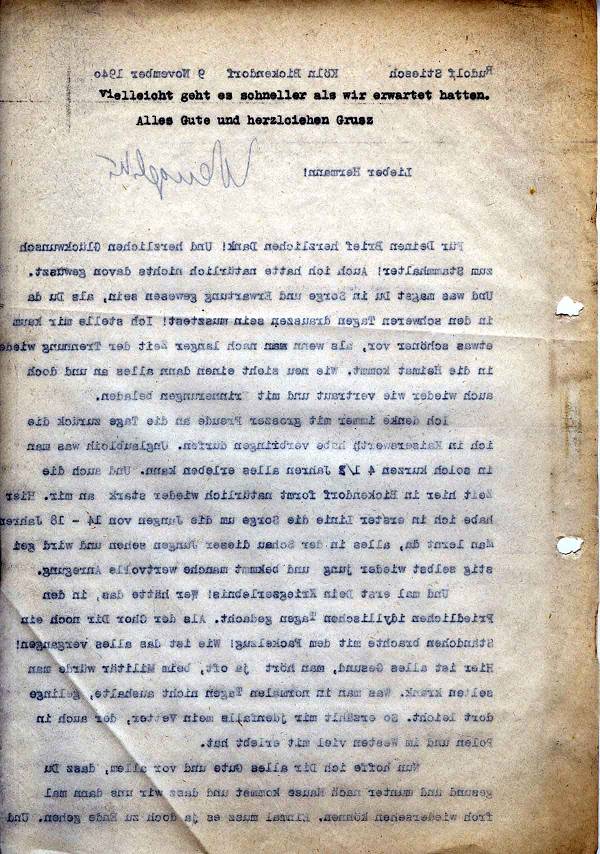 Rudolf Stiesch Köln Bickendorf 9 November 1940
Vielleicht geht es schneller als wir erwartet hatten.
Alles Gute und herzlciehen Grusz
Lieber Hermann!
Für Deinen Brief herzlichen Dank! Und herzlichen Glückwunsch
zum Stammhalter! Auch ich hatte natürlich nichts davon gewüszt.
Und was magst Du in Sorge und Erwartung gewesen sein, als Du da
in den schweren Tagen drauszen sein musztest! Ich stelle mir kaum
etwas schöner vor, als wenn man nach langer Zeit der Trennung wiede
in die Heimat kommt. Wie neu sieht einen dann alles an und doch
auch wieder wie vertraut und mit Erinnerungen beladen.
Ich denke immer mit groszer Freude an die Tage zurück die
ich in Kaiserswerth habe verbringen dürfen. Unglaublcih was man
in solch kurzen 4 1/2 Jahren alles erleben kann. Und auch die
Zeit hier in Bickendorf formt natürlich wieder stark an mir. Hier
habe ich in erster Linie die Sorge um die Jungen von 14 - 18 Jahren
Man lernt da, alles in der Schau dieser Jungen sehen und wird gei
stig selbst wieder jung und bekmmt manche wertvolle Anregung.
Und mal erst Dein Kriegserlebnis! Wer hätte das, in den
Friedlichen idyllischen Tagen gedacht. Als der Chor Dir noch ein
Ständchen brachte mit dem Fackelzug! Wie ist das alles vergangen!
Hier ist alles Gesund, man hört ja oft, beim Militär würde man
selten krank. Was man in normalen Tagen nicht aushalte, gelinge
dort leicht. So erzählt mir jdenfalls mein Vetter, der auch in
Polen und im Westen viel mit erlebt hat.
Nun hoffe ich Dir alles Gute und vor allem, dasz Du
gesund und munter nach Hause kommst und dasz wir uns dann mal
froh wiedersehen können. Einmal musz es ja doch zu Ende gehen. Und